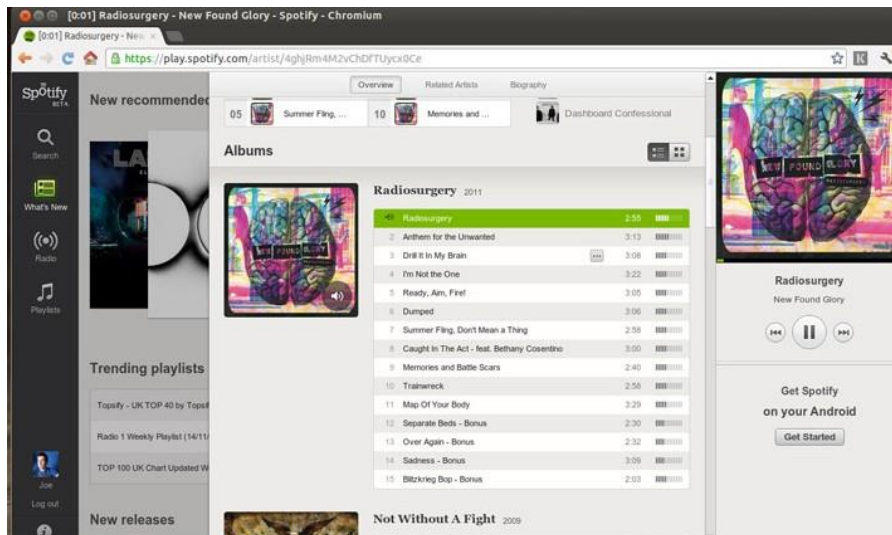 [0:01] Radiosurgery - New Found Glory - Spotify - Chromium
[0:01] Radiosurgery - New
https://play.spotify.com/artist/4ghjRm4M2vChDfTUycx0Ce
Spotify
BETA
Search
What's New
Radio
Playlists
Joe
Log out
New recommended
LA
Trending playlists
Topsify - UK TOP 40 by Topsif
Radio 1 Weekly Playlist (14/11/
TOP 100 UK Chart Updated W
New releases
Overview Related Artists Biography
05 Summer Fling, ... 10 Memories and ... Dashboard Confessional
Albums
NEW FOUND GLORY
Radiosurgery 2011
Radiosurgery 2:55
2 Anthem for the Unwanted 3:13
3 Drill It In My Brain 3:08
4 I'm Not the One 3:22
5 Ready, Aim, Fire! 3:05
6 Dumped 3:06
7 Summer Fling, Don't Mean a Thing 2:58
8 Caught In The Act - feat. Bethany Cosentino 3:00
9 Memories and Battle Scars 2:40
10 Trainwreck 2:58
11 Map Of Your Body 3:29
12 Separate Beds - Bonus 2:30
13 Over Again - Bonus 2:32
14 Sadness - Bonus 3:09
15 Blitzkrieg Bop - Bonus 2:03
Not Without A Fight 2009
NEW FOUND GLORY
RADIOSURGERY
Radiosurgery
New Found Glory
Get Spotify
on your Android
Get Started